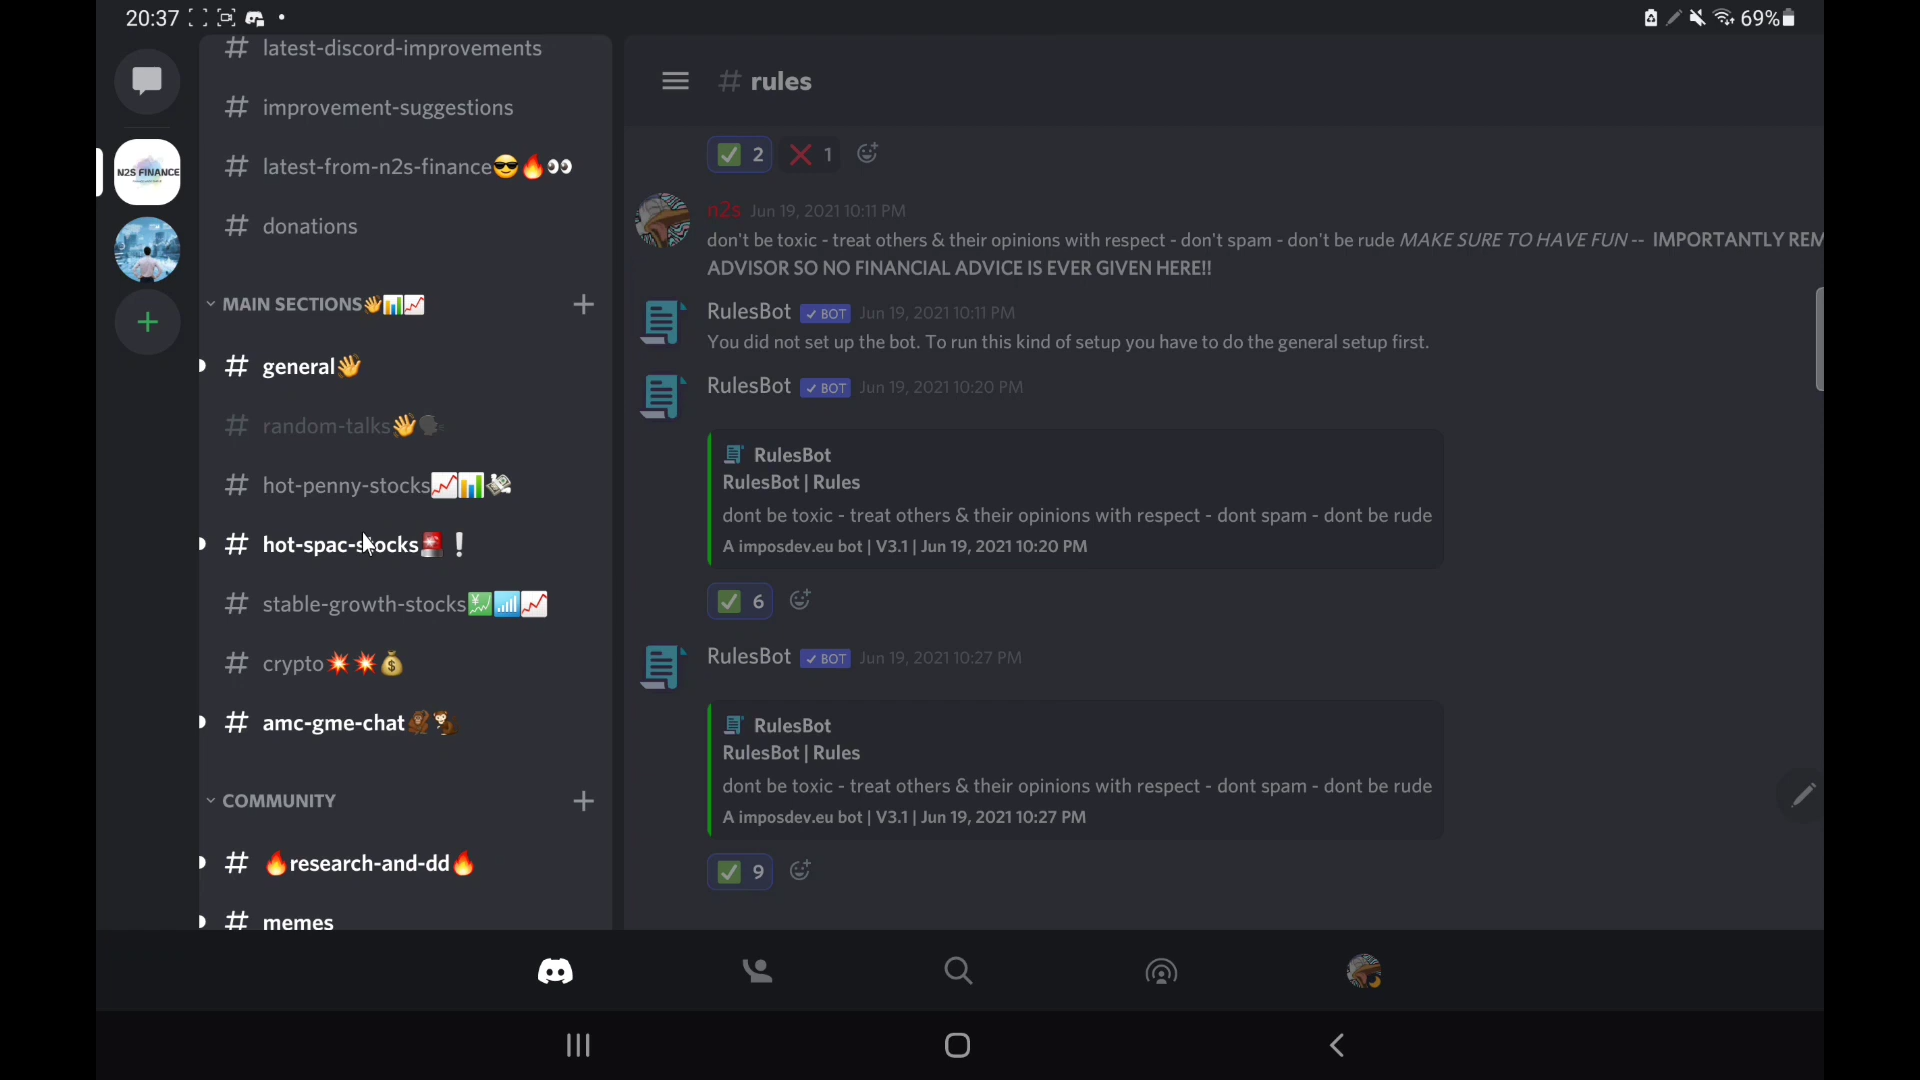 20:37
69%
# latest-discord-improvements
# improvement-suggestions
# latest-from-n2s-finance😎🔥👀
# donations
N2S FINANCE
MAIN SECTIONS👋📊📈
# general👋
# random-talks👋🗣
# hot-penny-stocks📈📊💸
# hot-spac-stocks🚨❕
# stable-growth-stocks💹📶📈
# crypto💥💥💰
# amc-gme-chat🦧🐒
COMMUNITY
# 🔥research-and-dd🔥
# memes
# rules
✅ 2 ❌ 1
n2s Jun 19, 2021 10:11 PM
don't be toxic - treat others & their opinions with respect - don't spam - don't be rude MAKE SURE TO HAVE FUN -- IMPORTANTLY REM
ADVISOR SO NO FINANCIAL ADVICE IS EVER GIVEN HERE!!
RulesBot ✓ BOT Jun 19, 2021 10:11 PM
You did not set up the bot. To run this kind of setup you have to do the general setup first.
RulesBot ✓ BOT Jun 19, 2021 10:20 PM
RulesBot
RulesBot | Rules
dont be toxic - treat others & their opinions with respect - dont spam - dont be rude
A imposdev.eu bot | V3.1 | Jun 19, 2021 10:20 PM
✅ 6
RulesBot ✓ BOT Jun 19, 2021 10:27 PM
RulesBot
RulesBot | Rules
dont be toxic - treat others & their opinions with respect - dont spam - dont be rude
A imposdev.eu bot | V3.1 | Jun 19, 2021 10:27 PM
✅ 9